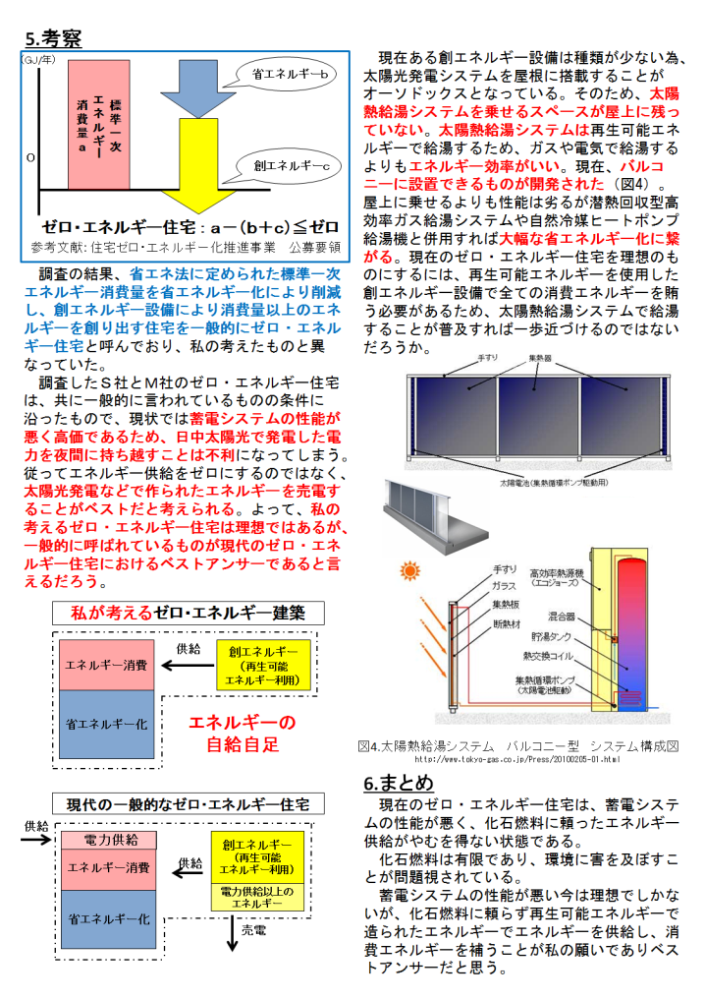 5.考察
(GJ/年)
0
標準一次
エネルギー
消費量a
省エネルギーb
創エネルギーc
ゼロ・エネルギー住宅：a－(b＋c)≦ゼロ
参考文献:住宅ゼロ・エネルギー化推進事業　公募要領
調査の結果、省エネ法に定められた標準一次
エネルギー消費量を省エネルギー化により削減
し、創エネルギー設備により消費量以上のエネ
ルギーを創り出す住宅を一般的にゼロ・エネル
ギー住宅と呼んでおり、私の考えたものと異
なっていた。
調査したＳ社とＭ社のゼロ・エネルギー住宅
は、共に一般的に言われているものの条件に
沿ったもので、現状では蓄電システムの性能が
悪く高価であるため、日中太陽光で発電した電
力を夜間に持ち越すことは不利になってしまう。
従ってエネルギー供給をゼロにするのではなく、
太陽光発電などで作られたエネルギーを売電す
ることがベストだと考えられる。よって、私の
考えるゼロ・エネルギー住宅は理想ではあるが、
一般的に呼ばれているものが現代のゼロ・エネ
ルギー住宅におけるベストアンサーであると言
えるだろう。
私が考えるゼロ・エネルギー建築
エネルギー消費
供給
創エネルギー
（再生可能
エネルギー利用）
省エネルギー化
エネルギーの
自給自足
現代の一般的なゼロ・エネルギー住宅
供給
電力供給
エネルギー消費
供給
創エネルギー
（再生可能
エネルギー利用）
電力供給以上の
エネルギー
省エネルギー化
売電
現在ある創エネルギー設備は種類が少ない為、
太陽光発電システムを屋根に搭載することが
オーソドックスとなっている。そのため、太陽
熱給湯システムを乗せるスペースが屋上に残っ
ていない。太陽熱給湯システムは再生可能エネ
ルギーで給湯するため、ガスや電気で給湯する
よりもエネルギー効率がいい。現在、バルコ
ニーに設置できるものが開発された（図4）。
屋上に乗せるよりも性能は劣るが潜熱回収型高
効率ガス給湯システムや自然冷媒ヒートポンプ
給湯機と併用すれば大幅な省エネルギー化に繋
がる。現在のゼロ・エネルギー住宅を理想のも
のにするには、再生可能エネルギーを使用した
創エネルギー設備で全ての消費エネルギーを賄
う必要があるため、太陽熱給湯システムで給湯
することが普及すれば一歩近づけるのではない
だろうか。
手すり
集熱器
太陽電池(集熱循環ポンプ駆動用)
手すり
ガラス
集熱板
断熱材
高効率熱源機
(エコジョーズ)
混合器
貯湯タンク
熱交換コイル
集熱循環ポンプ
(太陽電池駆動)
図4.太陽熱給湯システム　バルコニー型　システム構成図
http://www.tokyo-gas.co.jp/Press/20100205-01.html
6.まとめ
現在のゼロ・エネルギー住宅は、蓄電システ
ムの性能が悪く、化石燃料に頼ったエネルギー
供給がやむを得ない状態である。
化石燃料は有限であり、環境に害を及ぼすこ
とが問題視されている。
蓄電システムの性能が悪い今は理想でしかな
いが、化石燃料に頼らず再生可能エネルギーで
造られたエネルギーでエネルギーを供給し、消
費エネルギーを補うことが私の願いでありベス
トアンサーだと思う。